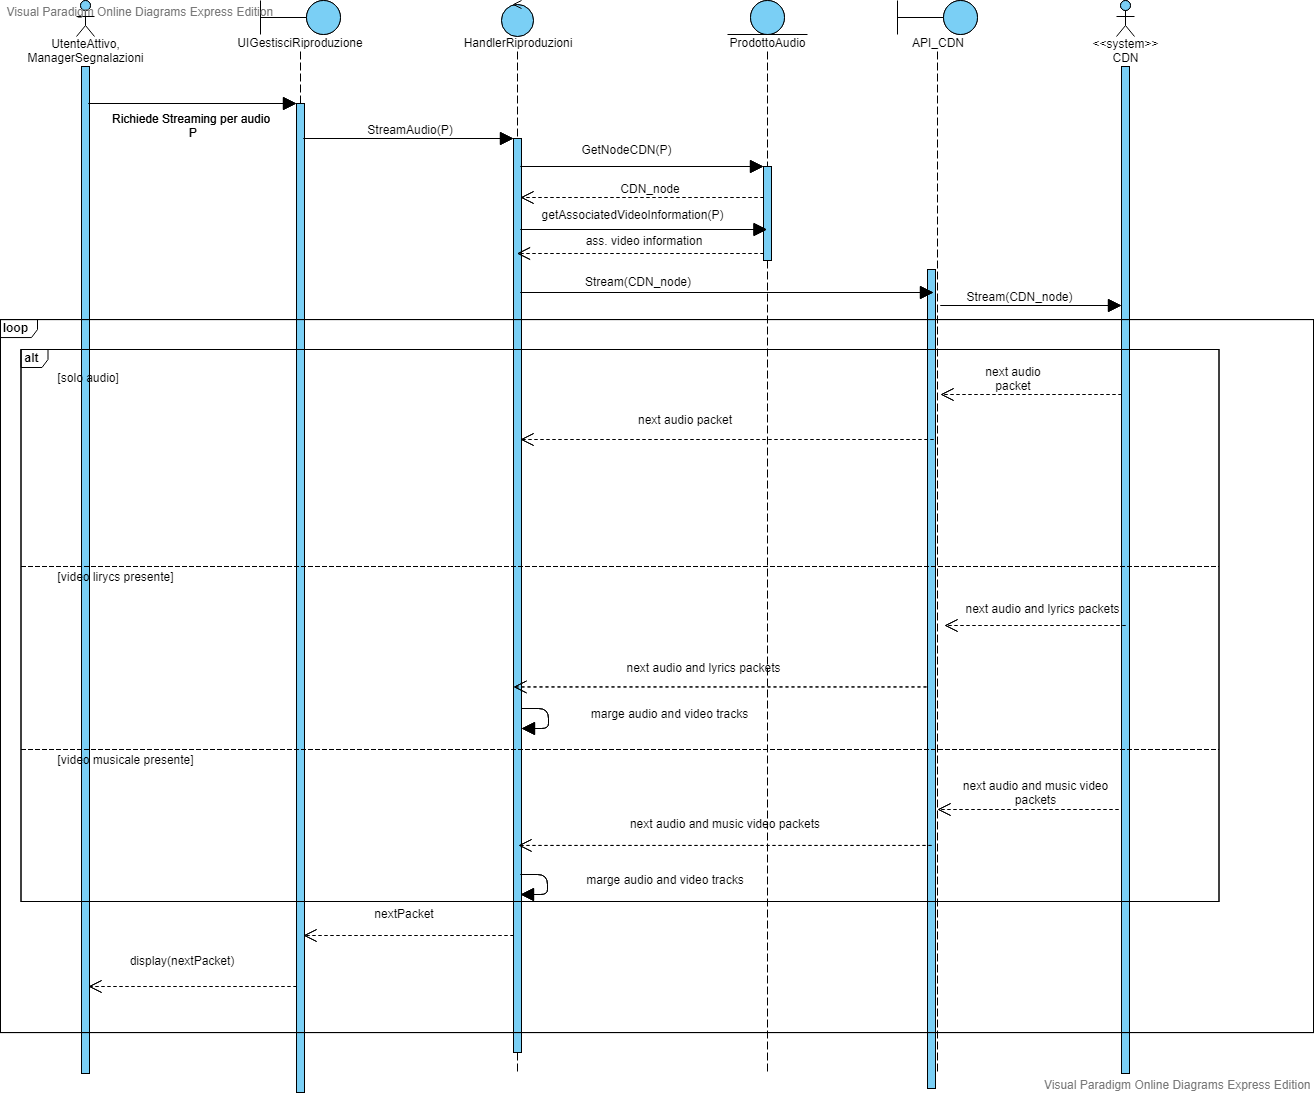 Visual Paradigm Online Diagrams Express Edition
UtenteAttivo,
ManagerSegnalazioni
UIGestisciRiproduzione
HandlerRiproduzioni
ProdottoAudio
API_CDN
<<system>>
CDN
Richiede Streaming per audio
P
StreamAudio(P)
GetNodeCDN(P)
CDN_node
getAssociatedVideoInformation(P)
ass. video information
Stream(CDN_node)
Stream(CDN_node)
loop
alt
[solo audio]
next audio
packet
next audio packet
[video lirycs presente]
next audio and lyrics packets
next audio and lyrics packets
marge audio and video tracks
[video musicale presente]
next audio and music video
packets
next audio and music video packets
marge audio and video tracks
nextPacket
display(nextPacket)
Visual Paradigm Online Diagrams Express Edition